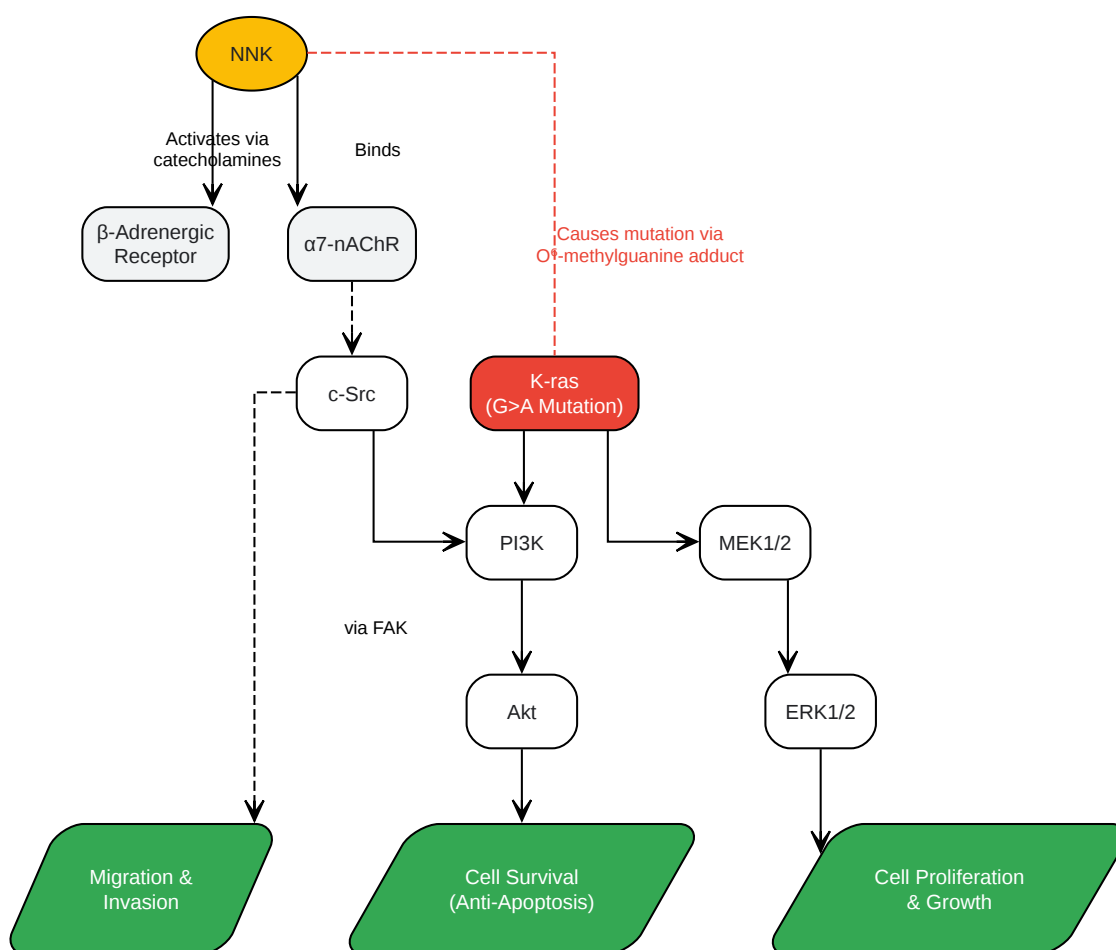 NNK
Activates via
catecholamines
Binds
β-Adrenergic
Receptor
α7-nAChR
Causes mutation via
O⁶-methylguanine adduct
c-Src
K-ras
(G>A Mutation)
PI3K
MEK1/2
via FAK
Akt
ERK1/2
Migration &
Invasion
Cell Survival
(Anti-Apoptosis)
Cell Proliferation
& Growth